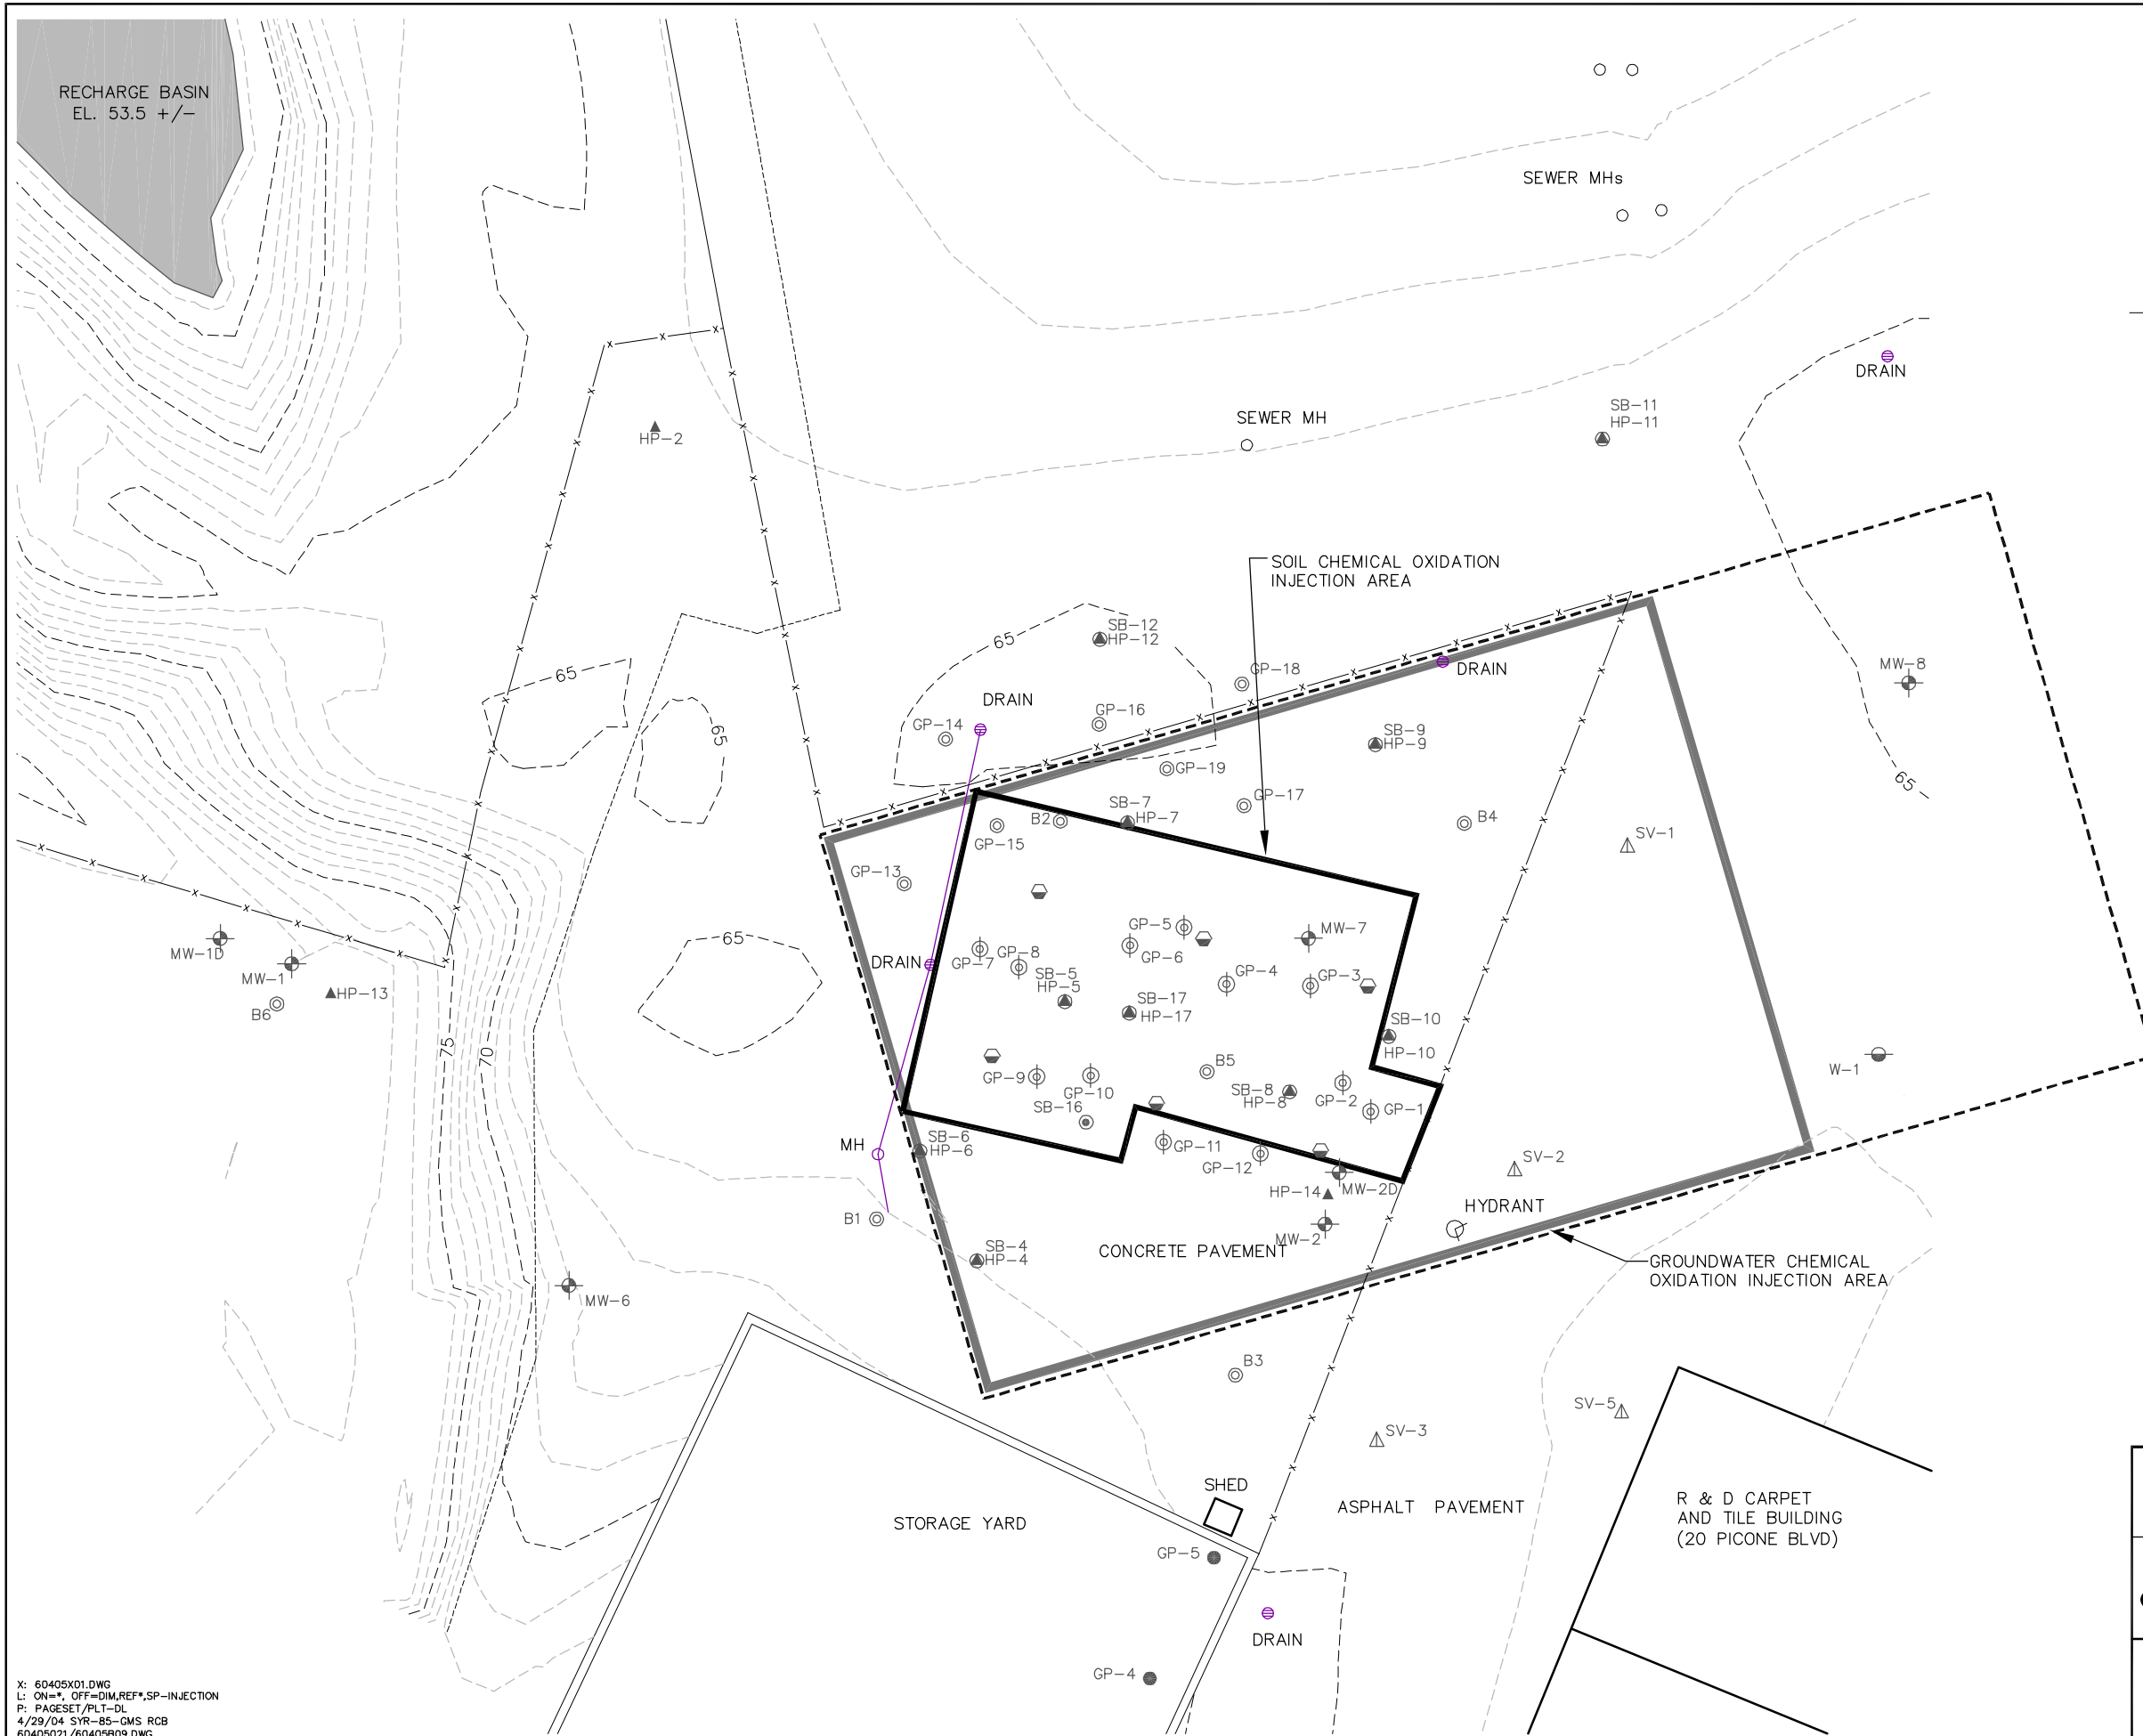 RECHARGE BASIN
EL. 53.5 +/−
SEWER MHs
DRAIN
SB−11
HP−11
SEWER MH
HP−2
SOIL CHEMICAL OXIDATION
INJECTION AREA
SB−12
HP−12
65
65
65
GP−18
DRAIN
MW−8
DRAIN
GP−14
GP−16
SB−9
HP−9
GP−19
65
GP−17
SB−7
HP−7
B2
B4
GP−15
SV−1
GP−13
GP−5
MW−7
MW−1D
65
GP−6
GP−8
GP−7
DRAIN
MW−1
SB−5
HP−5
GP−4
GP−3
HP−13
B6
SB−17
HP−17
SB−10
HP−10
75
70
B5
W−1
GP−9
GP−10
SB−8
HP−8
GP−2
GP−1
SB−16
MH
SB−6
HP−6
GP−11
GP−12
SV−2
HP−14
MW−2D
B1
HYDRANT
MW−2
SB−4
HP−4
CONCRETE PAVEMENT
GROUNDWATER CHEMICAL
OXIDATION INJECTION AREA
MW−6
B3
SV−5
SV−3
SHED
STORAGE YARD
ASPHALT PAVEMENT
R & D CARPET
AND TILE BUILDING
(20 PICONE BLVD)
GP−5
DRAIN
GP−4
X: 60405X01.DWG
L: ON=*, OFF=DIM,REF*,SP−INJECTION
P: PAGESET/PLT−DL
4/29/04 SYR−85−GMS RCB
60405021/60405B09.DWG